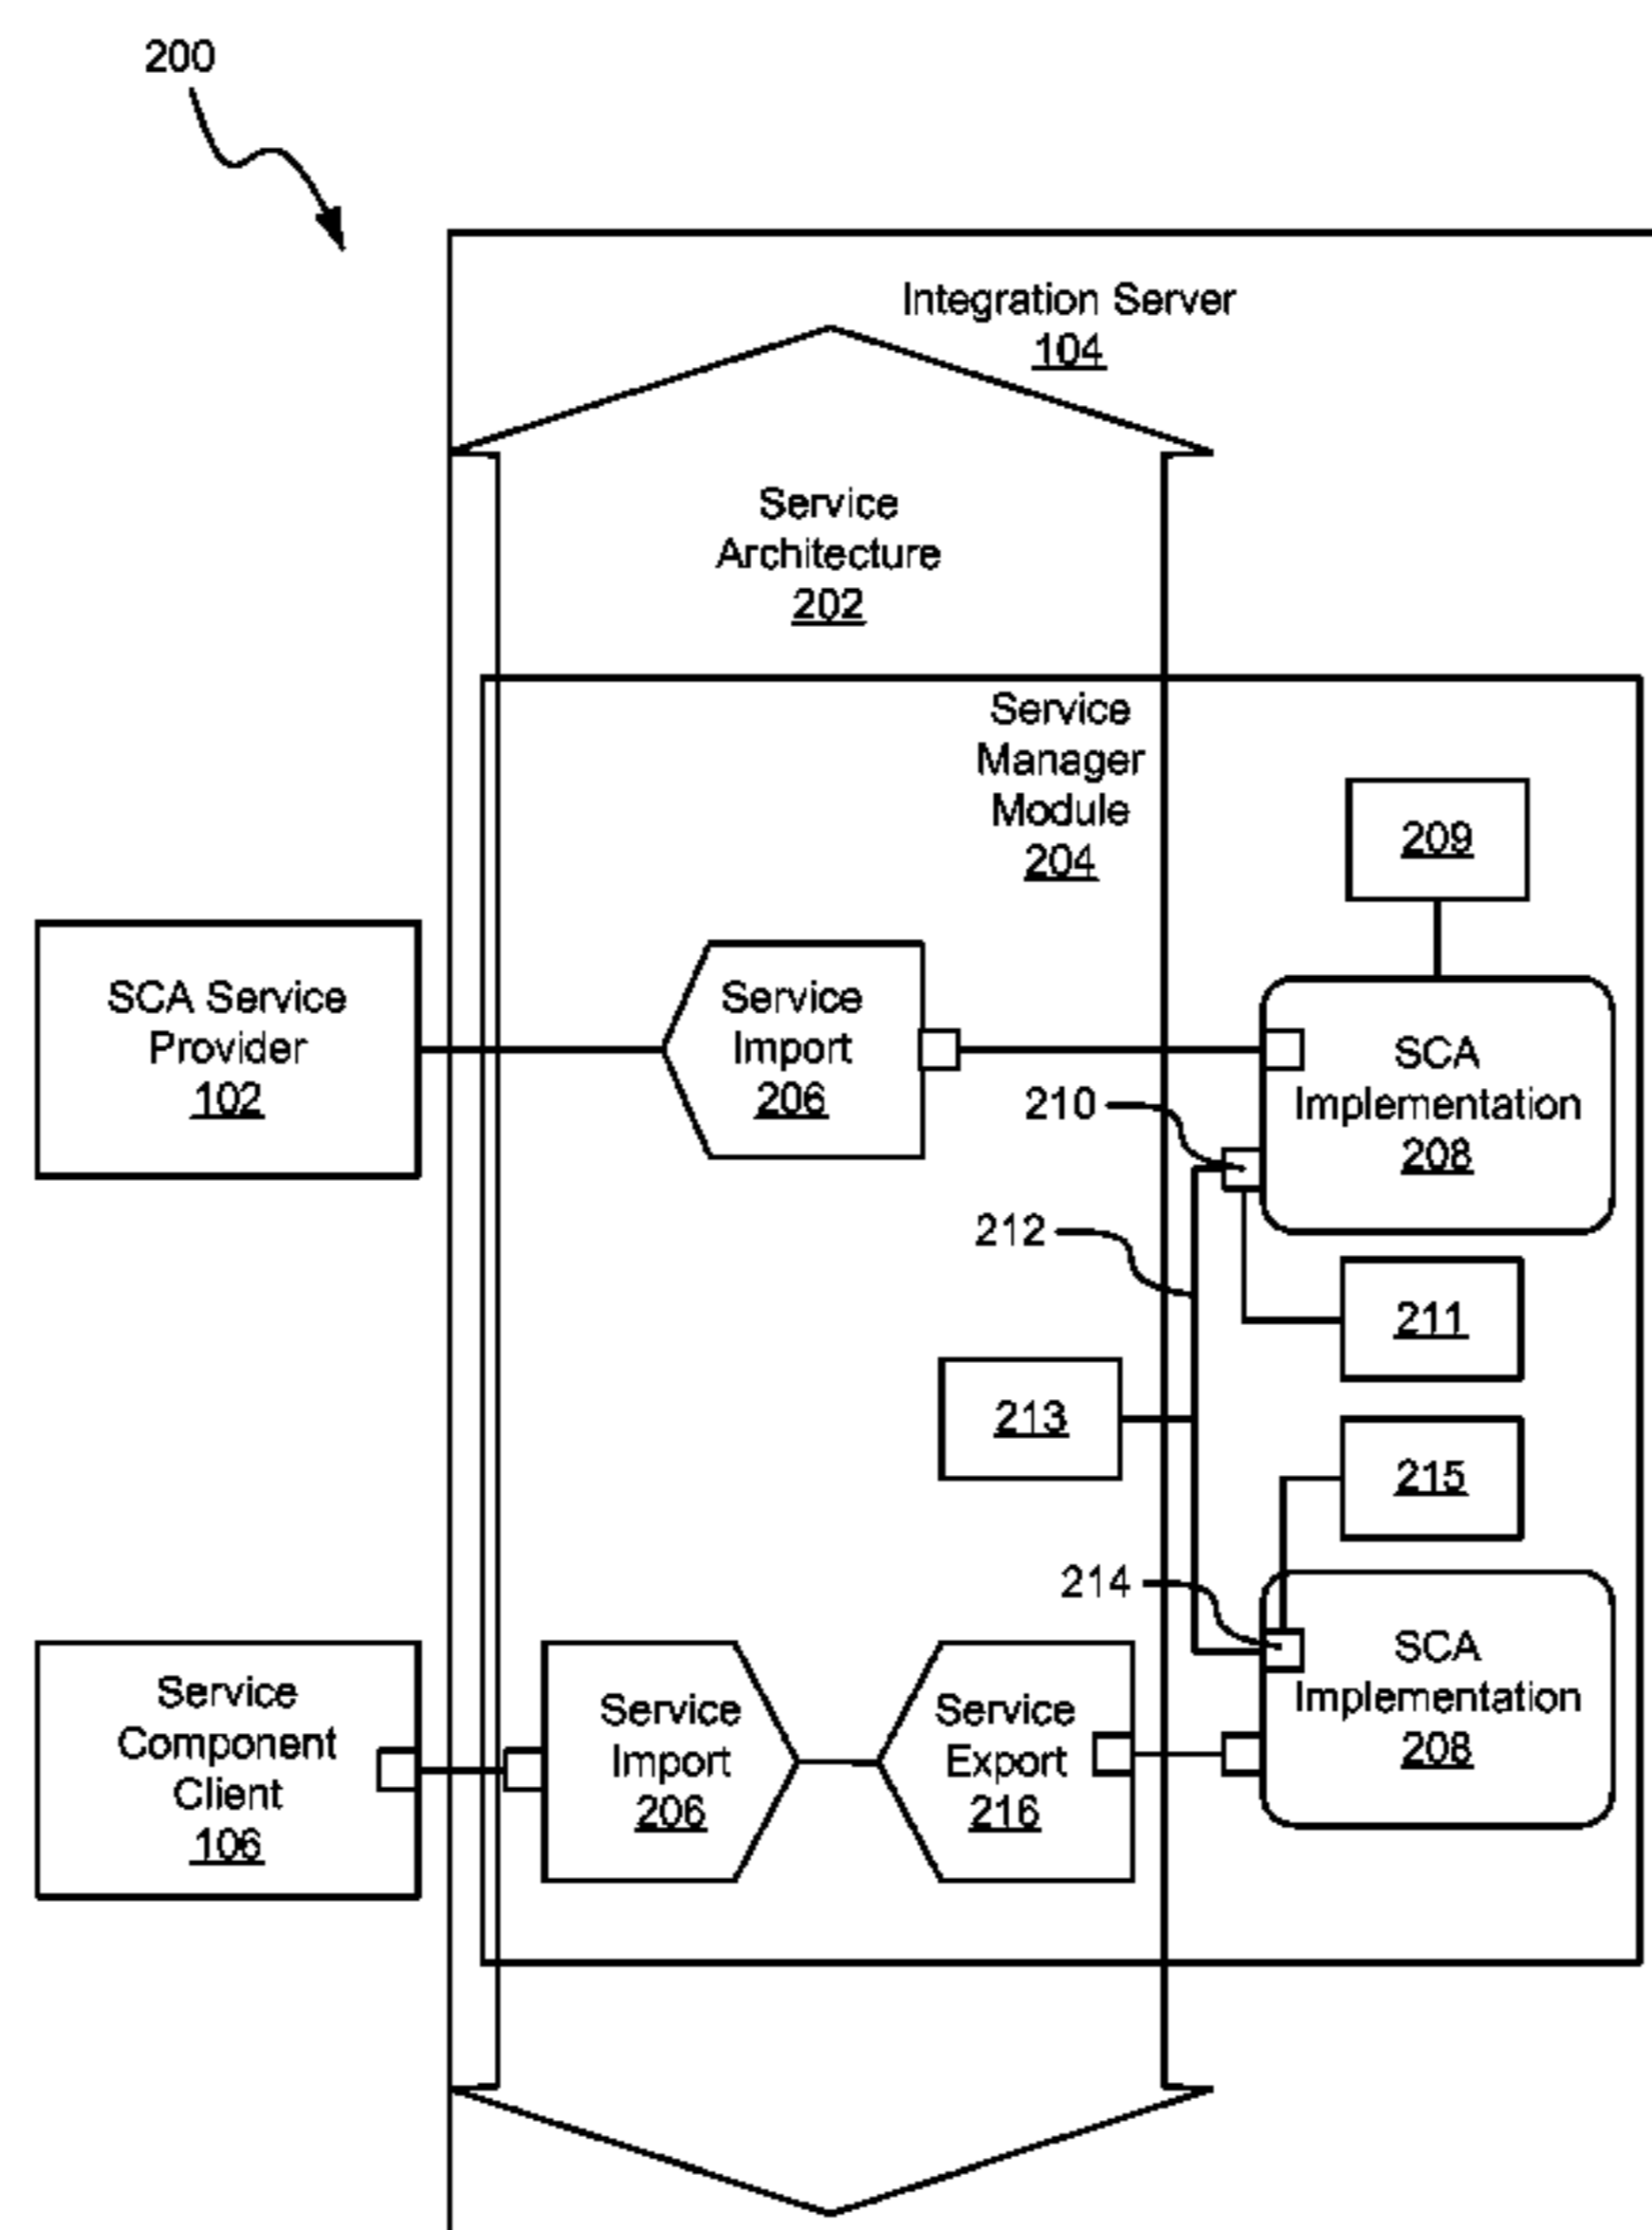 200
Integration Server
104
Service
Architecture
202
Service
Manager
Module
204
209
SCA Service
Provider
102
Service
Import
206
SCA
Implementation
208
210
212
211
213
215
214
Service
Component
Client
106
Service
Import
206
Service
Export
216
SCA
Implementation
208